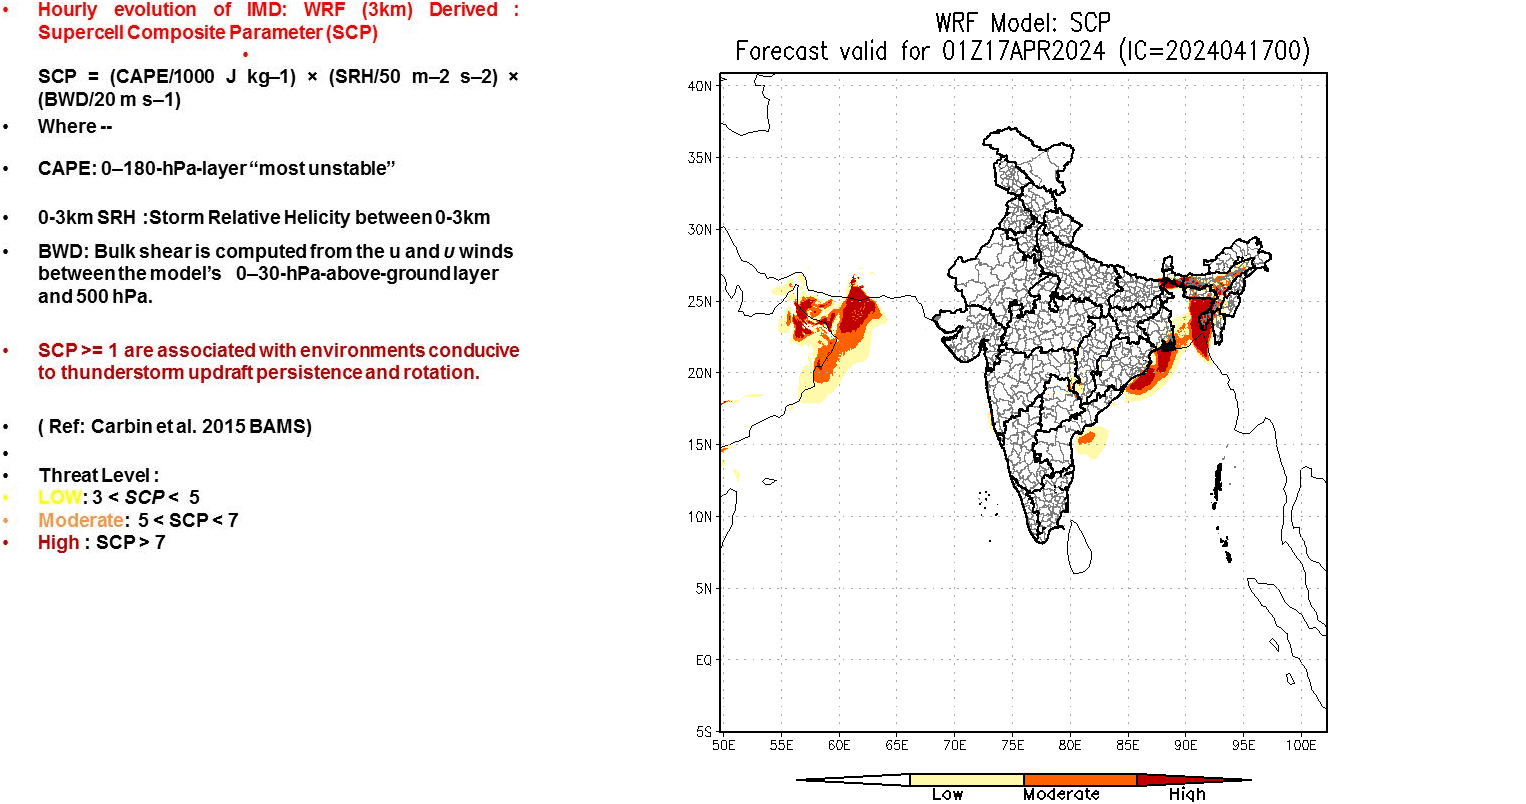 Hourly evolution of IMD: WRF (3km) Derived :
Supercell Composite Parameter (SCP)
SCP = (CAPE/1000 J kg–1) × (SRH/50 m–2 s–2) ×
(BWD/20 m s–1)
Where --
CAPE: 0–180-hPa-layer “most unstable”
0-3km SRH :Storm Relative Helicity between 0-3km
BWD: Bulk shear is computed from the u and υ winds
between the model’s 0–30-hPa-above-ground layer
and 500 hPa.
SCP >= 1 are associated with environments conducive
to thunderstorm updraft persistence and rotation.
( Ref: Carbin et al. 2015 BAMS)
Threat Level :
LOW: 3 < SCP < 5
Moderate: 5 < SCP < 7
High : SCP > 7
WRF Model: SCP
Forecast valid for 01Z17APR2024 (IC=2024041700)
40N
35N
30N
25N
20N
15N
10N
5N
EQ
5S
50E 55E 60E 65E 70E 75E 80E 85E 90E 95E 100E
Low Moderate High